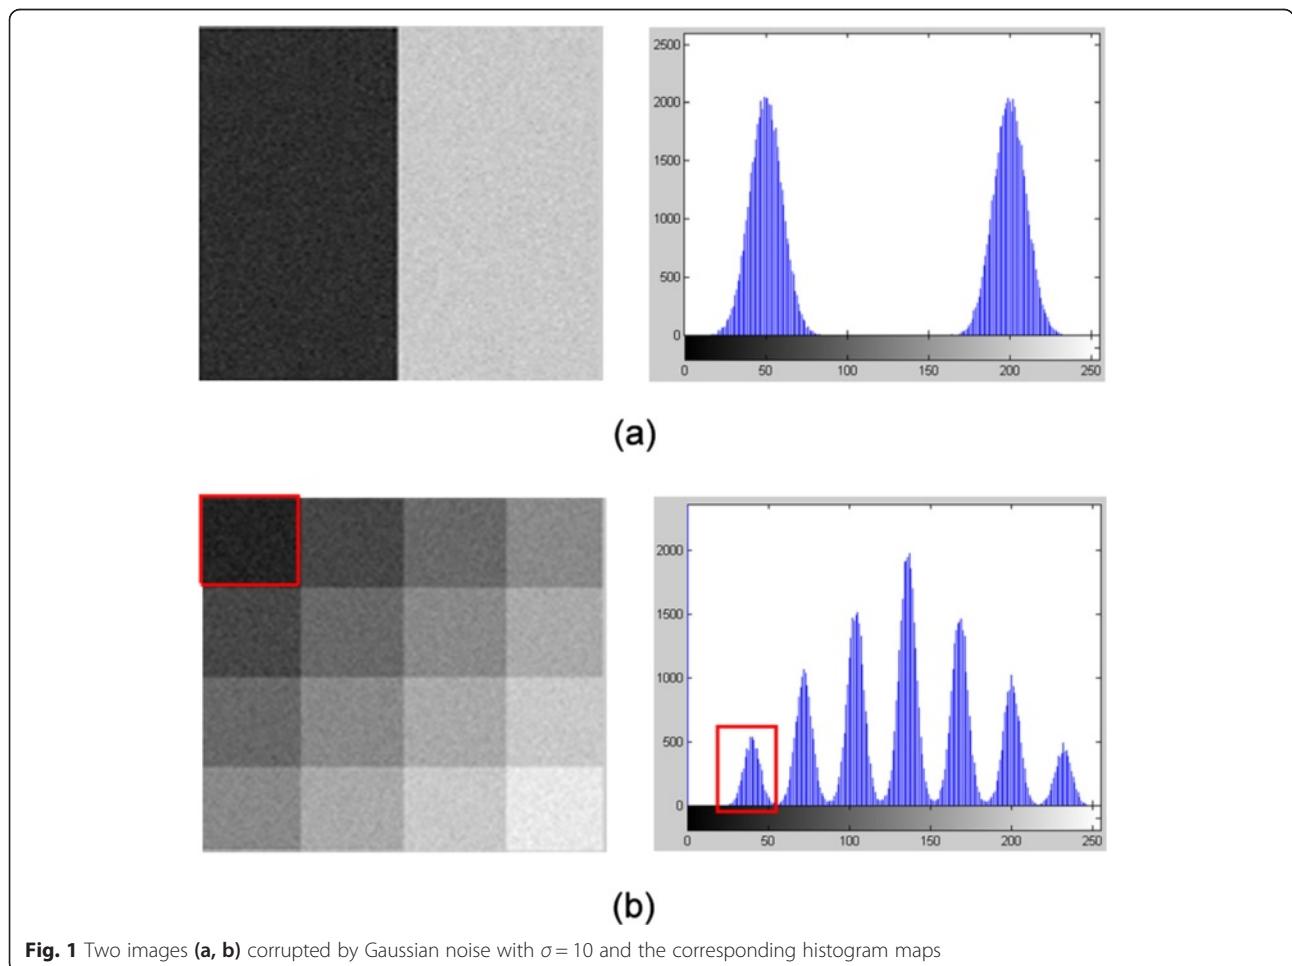 2500
2000
1500
1000
500
0
0 50 100 150 200 250
(a)
2000
1500
1000
500
0
0 50 100 150 200 250
(b)
Fig. 1 Two images (a, b) corrupted by Gaussian noise with σ = 10 and the corresponding histogram maps